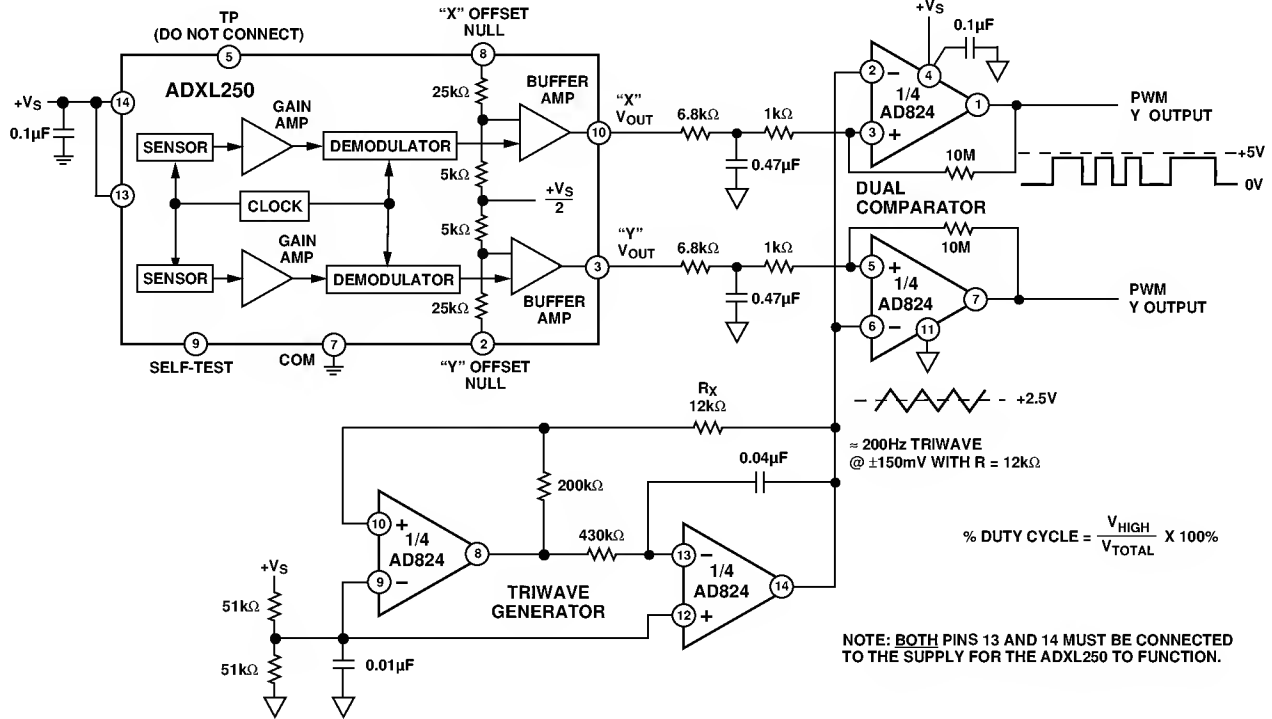 TP
(DO NOT CONNECT)
5
"X" OFFSET
NULL
8
ADXL250
+VS
14
0.1µF
13
SENSOR
GAIN
AMP
DEMODULATOR
25kΩ
BUFFER
AMP
10
5kΩ
+VS
2
CLOCK
5kΩ
SENSOR
GAIN
AMP
DEMODULATOR
25kΩ
BUFFER
AMP
3
9
SELF-TEST
COM
7
2
"Y" OFFSET
NULL
"X"
VOUT
6.8kΩ
1kΩ
0.47µF
"Y"
VOUT
6.8kΩ
1kΩ
0.47µF
+VS
0.1µF
2
–
4
1/4
AD824
1
3
+
10M
PWM
Y OUTPUT
+5V
0V
DUAL
COMPARATOR
10M
5
+
1/4
AD824
7
6
–
11
PWM
Y OUTPUT
+2.5V
≈ 200Hz TRIWAVE
@ ±150mV WITH R = 12kΩ
RX
12kΩ
0.04µF
200kΩ
430kΩ
10
+
1/4
AD824
8
9
–
13
–
1/4
AD824
14
12
+
TRIWAVE
GENERATOR
+VS
51kΩ
51kΩ
0.01µF
% DUTY CYCLE = VHIGH / VTOTAL X 100%
NOTE: BOTH PINS 13 AND 14 MUST BE CONNECTED
TO THE SUPPLY FOR THE ADXL250 TO FUNCTION.